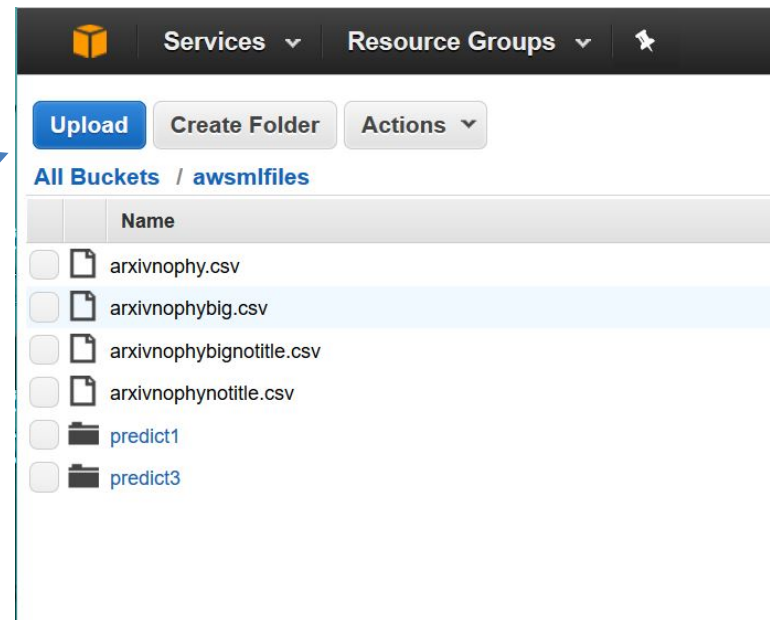 Services Resource Groups
Upload Create Folder Actions
All Buckets / awsmlfiles
Name
arxivnophy.csv
arxivnophybig.csv
arxivnophybignotitle.csv
arxivnophynotitle.csv
predict1
predict3